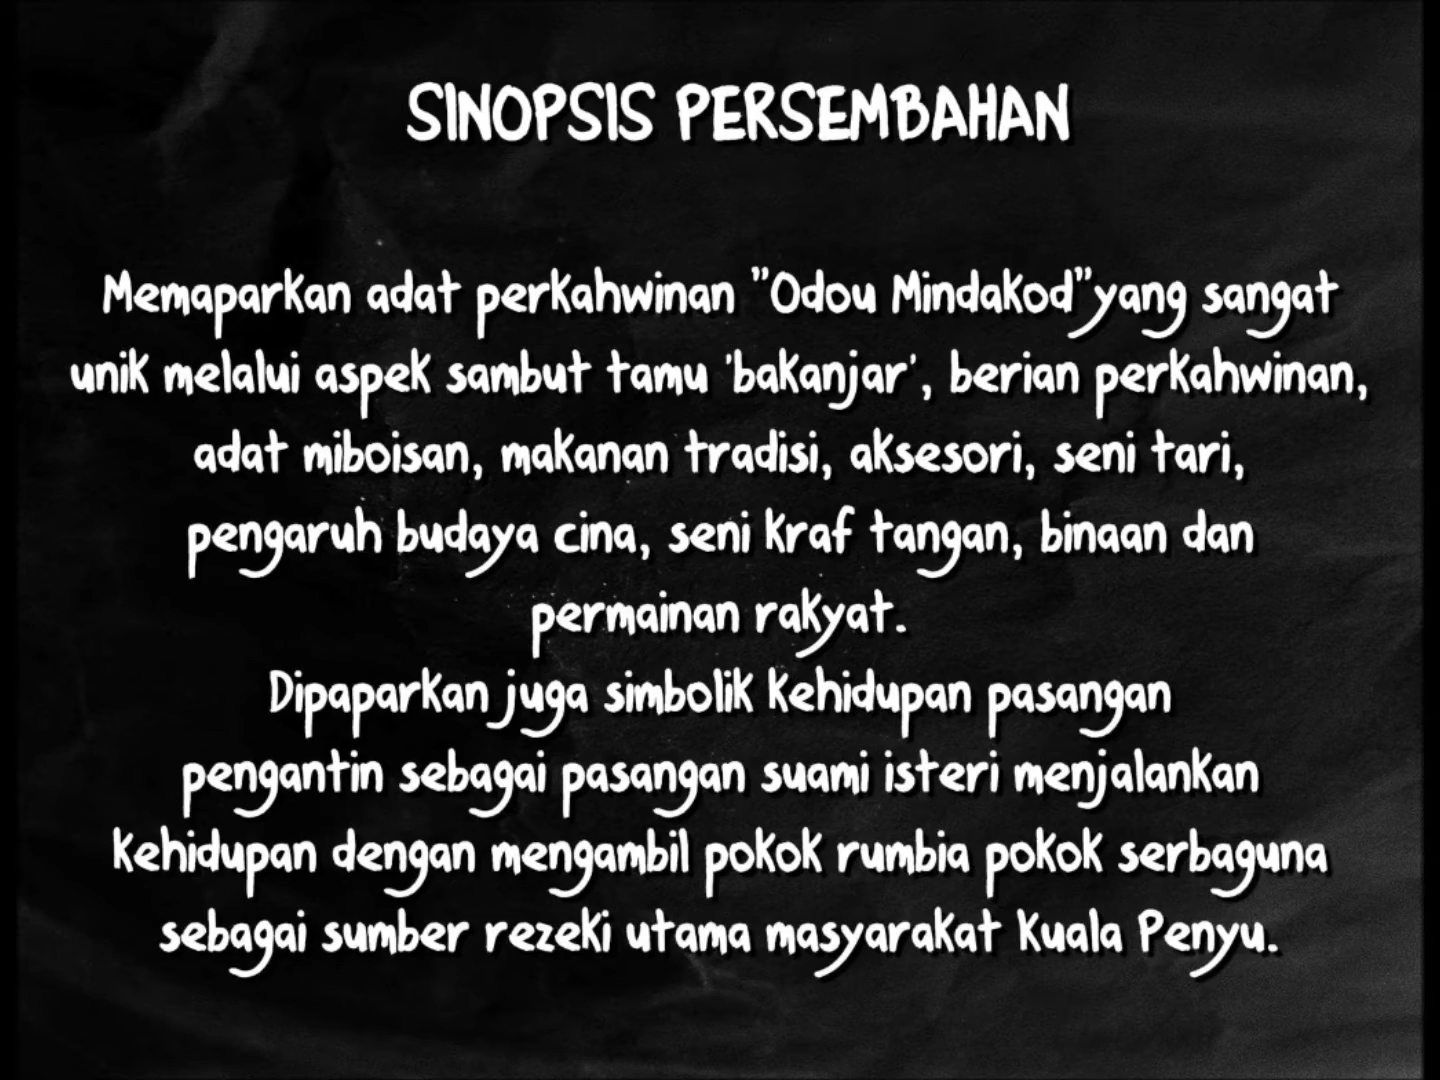 SINOPSIS PERSEMBAHAN
Memaparkan adat perkahwinan "Odou Mindakod"yang sangat
unik melalui aspek sambut tamu 'bakanjar', berian perkahwinan,
adat miboisan, makanan tradisi, aksesori, seni tari,
pengaruh budaya cina, seni kraf tangan, binaan dan
permainan rakyat.
Dipaparkan juga simbolik kehidupan pasangan
pengantin sebagai pasangan suami isteri menjalankan
kehidupan dengan mengambil pokok rumbia pokok serbaguna
sebagai sumber rezeki utama masyarakat Kuala Penyu.